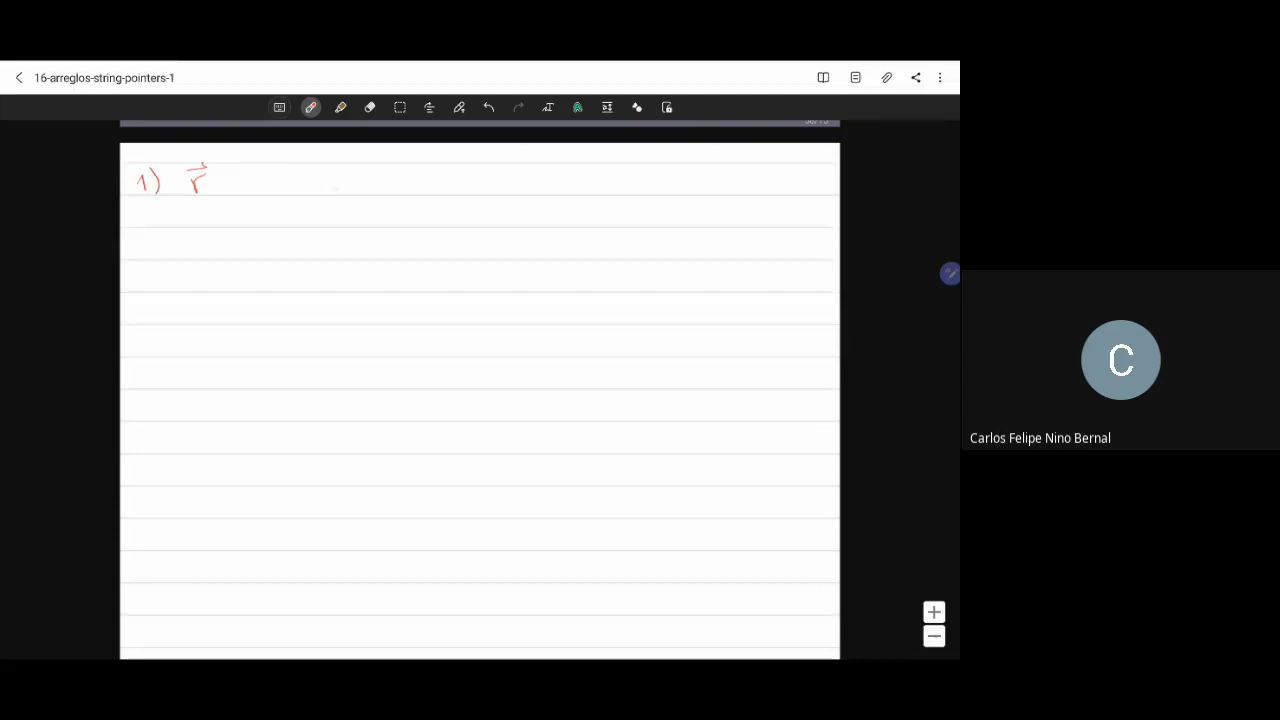 16-arreglos-string-pointers-1
1) r⃗
C
Carlos Felipe Nino Bernal